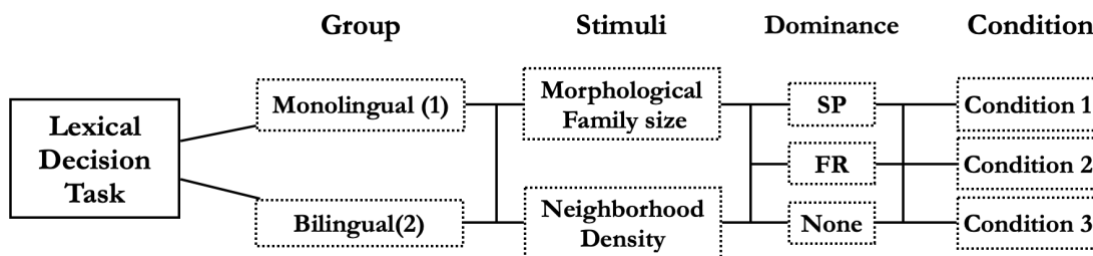 Group
Stimuli
Dominance
Condition
Lexical
Decision
Task
Monolingual (1)
Bilingual(2)
Morphological
Family size
Neighborhood
Density
SP
FR
None
Condition 1
Condition 2
Condition 3